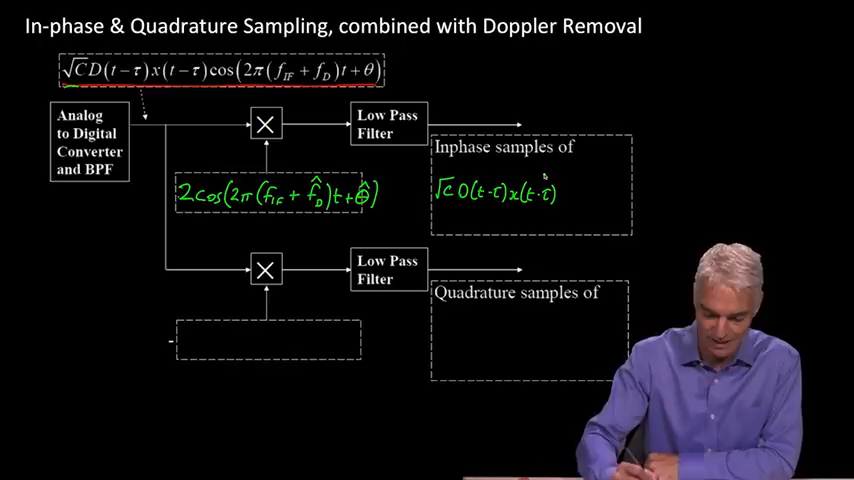 In-phase & Quadrature Sampling, combined with Doppler Removal
√C D(t−τ)x(t−τ)cos(2π(f_IF + f_D)t + θ)
Analog
to Digital
Converter
and BPF
×
Low Pass
Filter
Inphase samples of
2cos(2π(f_IF + f̂_D)t + θ̂)
√C D(t-τ)x(t-τ)
×
Low Pass
Filter
Quadrature samples of
-